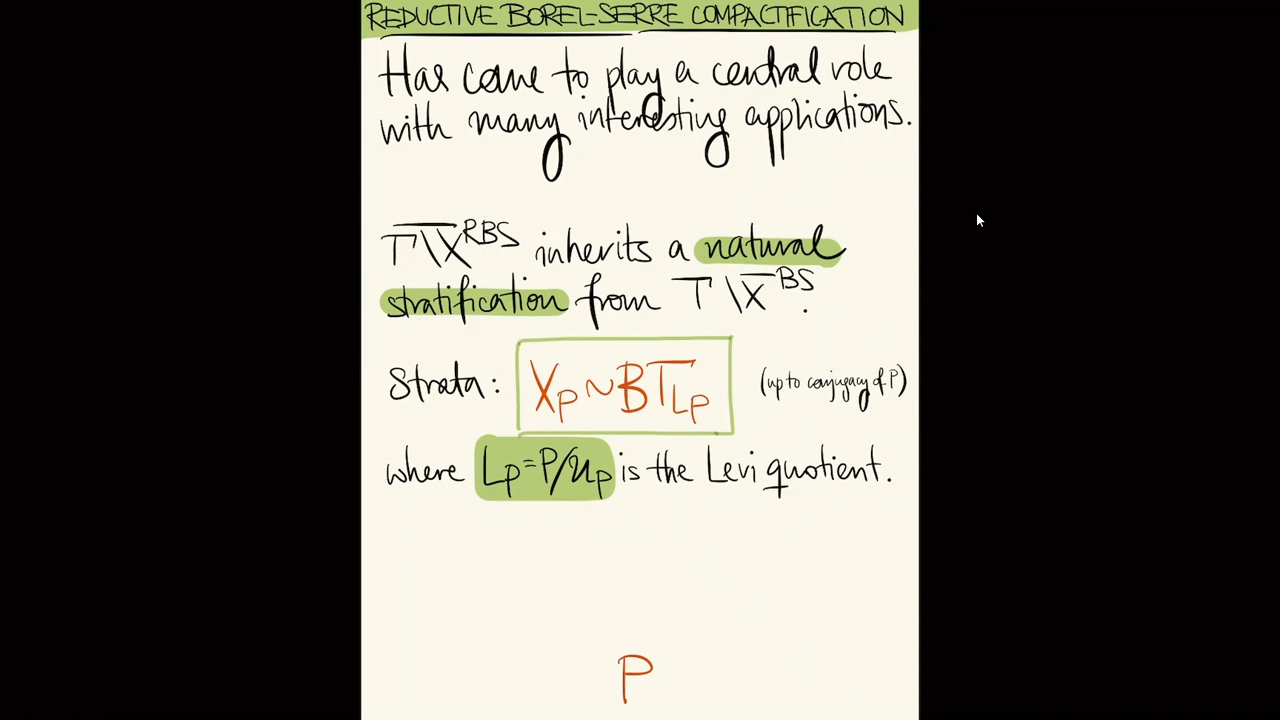 REDUCTIVE BOREL-SERRE COMPACTIFICATION
Has come to play a central role
with many interesting applications.
Γ\X̅ᴿᴮˢ inherits a natural
stratification from Γ\X̅ᴮˢ.
Strata: X_P ~ BΓ_{L_P} (up to conjugacy of P)
where L_P = P/𝒰_P is the Levi quotient.
P